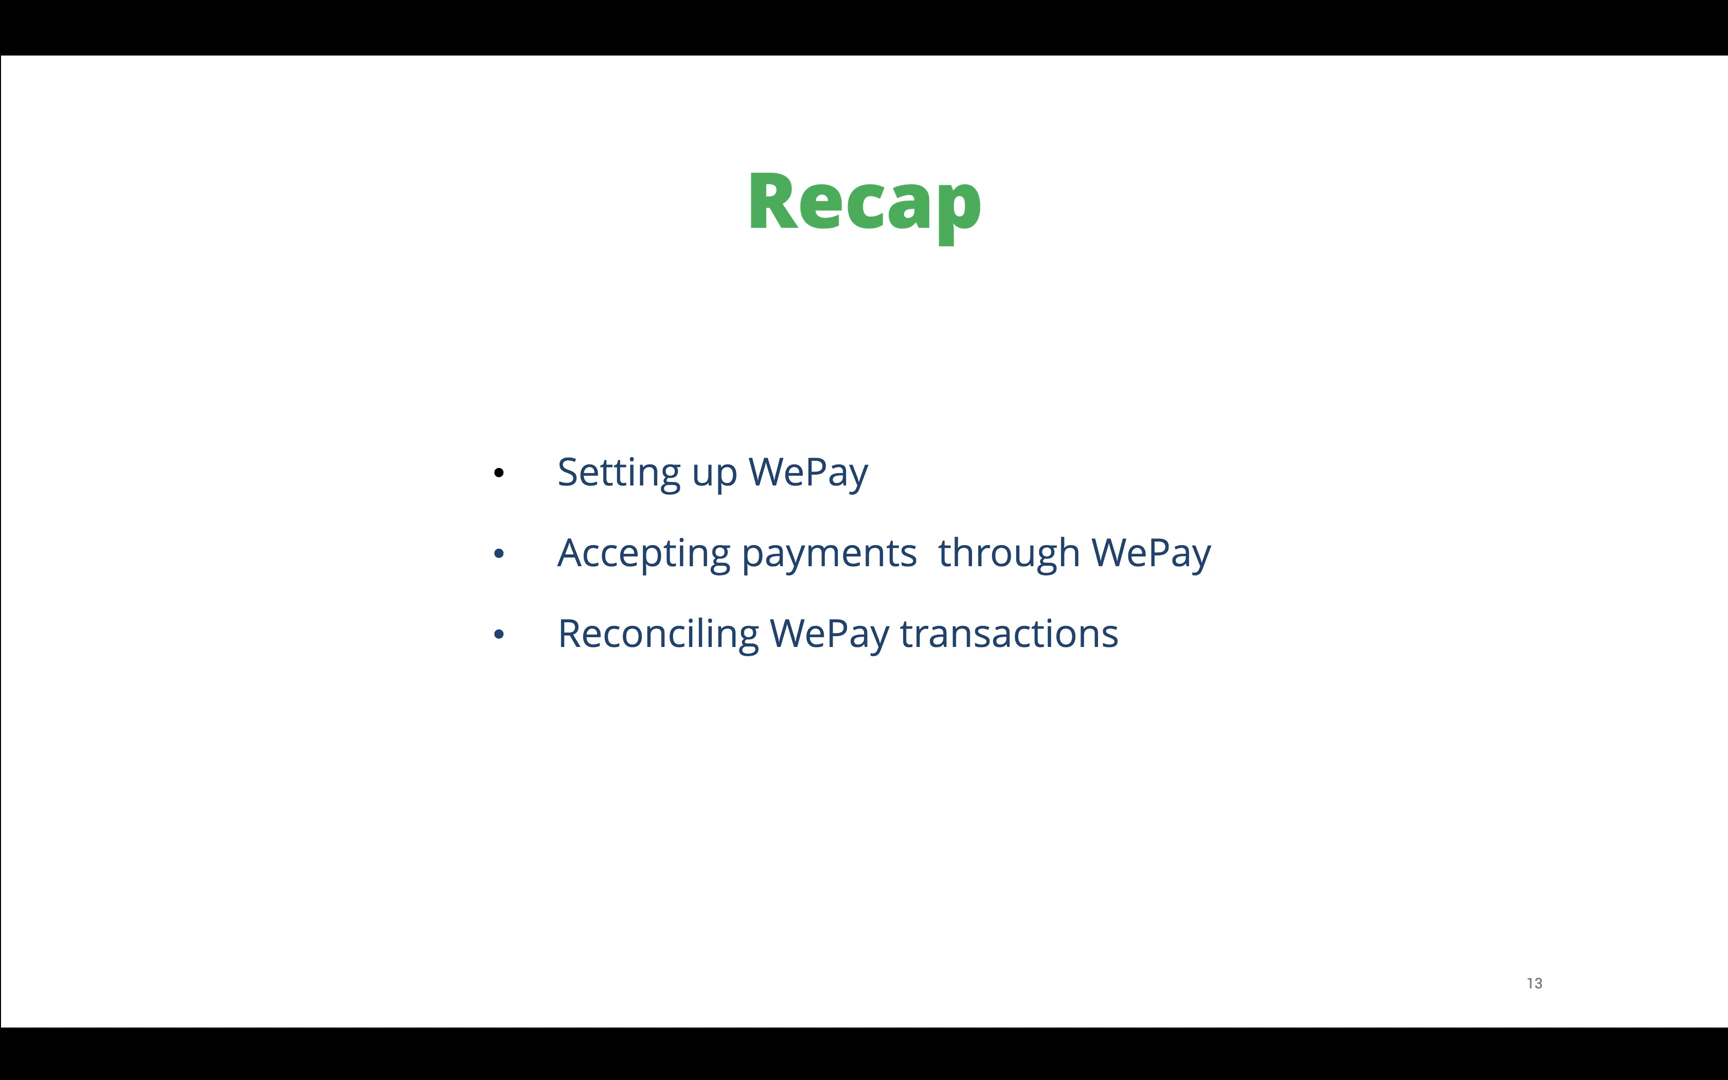 Recap
• Setting up WePay
• Accepting payments  through WePay
• Reconciling WePay transactions
13